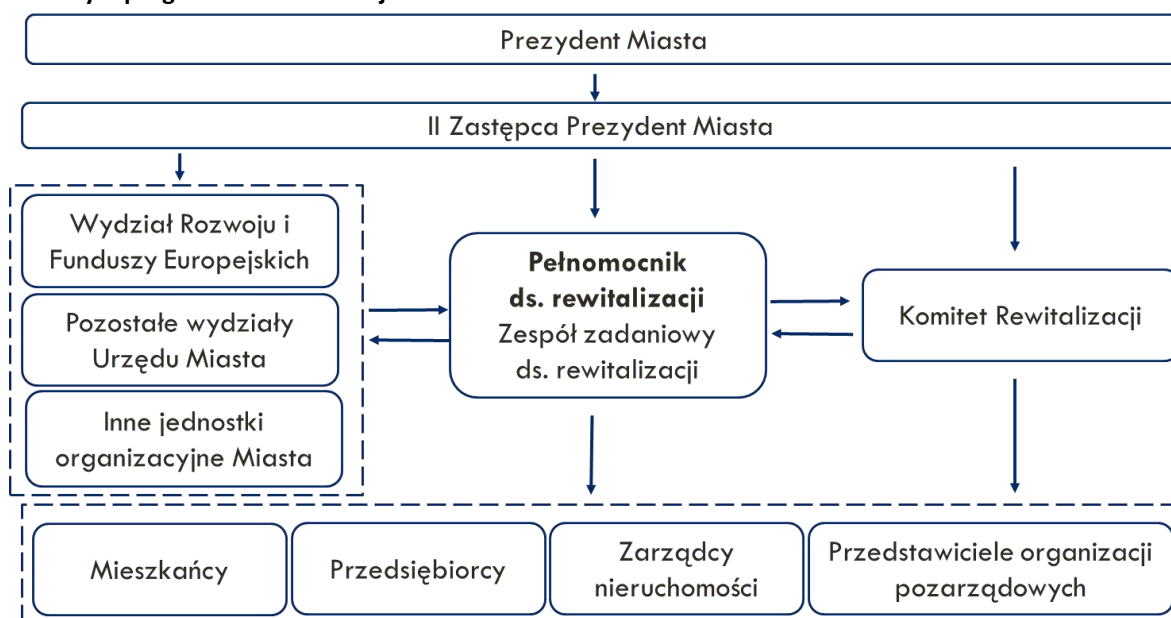 Prezydent Miasta
II Zastępca Prezydent Miasta
Wydział Rozwoju i
Funduszy Europejskich
Pozostałe wydziały
Urzędu Miasta
Inne jednostki
organizacyjne Miasta
Pełnomocnik
ds. rewitalizacji
Zespół zadaniowy
ds. rewitalizacji
Komitet Rewitalizacji
Mieszkańcy
Przedsiębiorcy
Zarządcy
nieruchomości
Przedstawiciele organizacji
pozarządowych